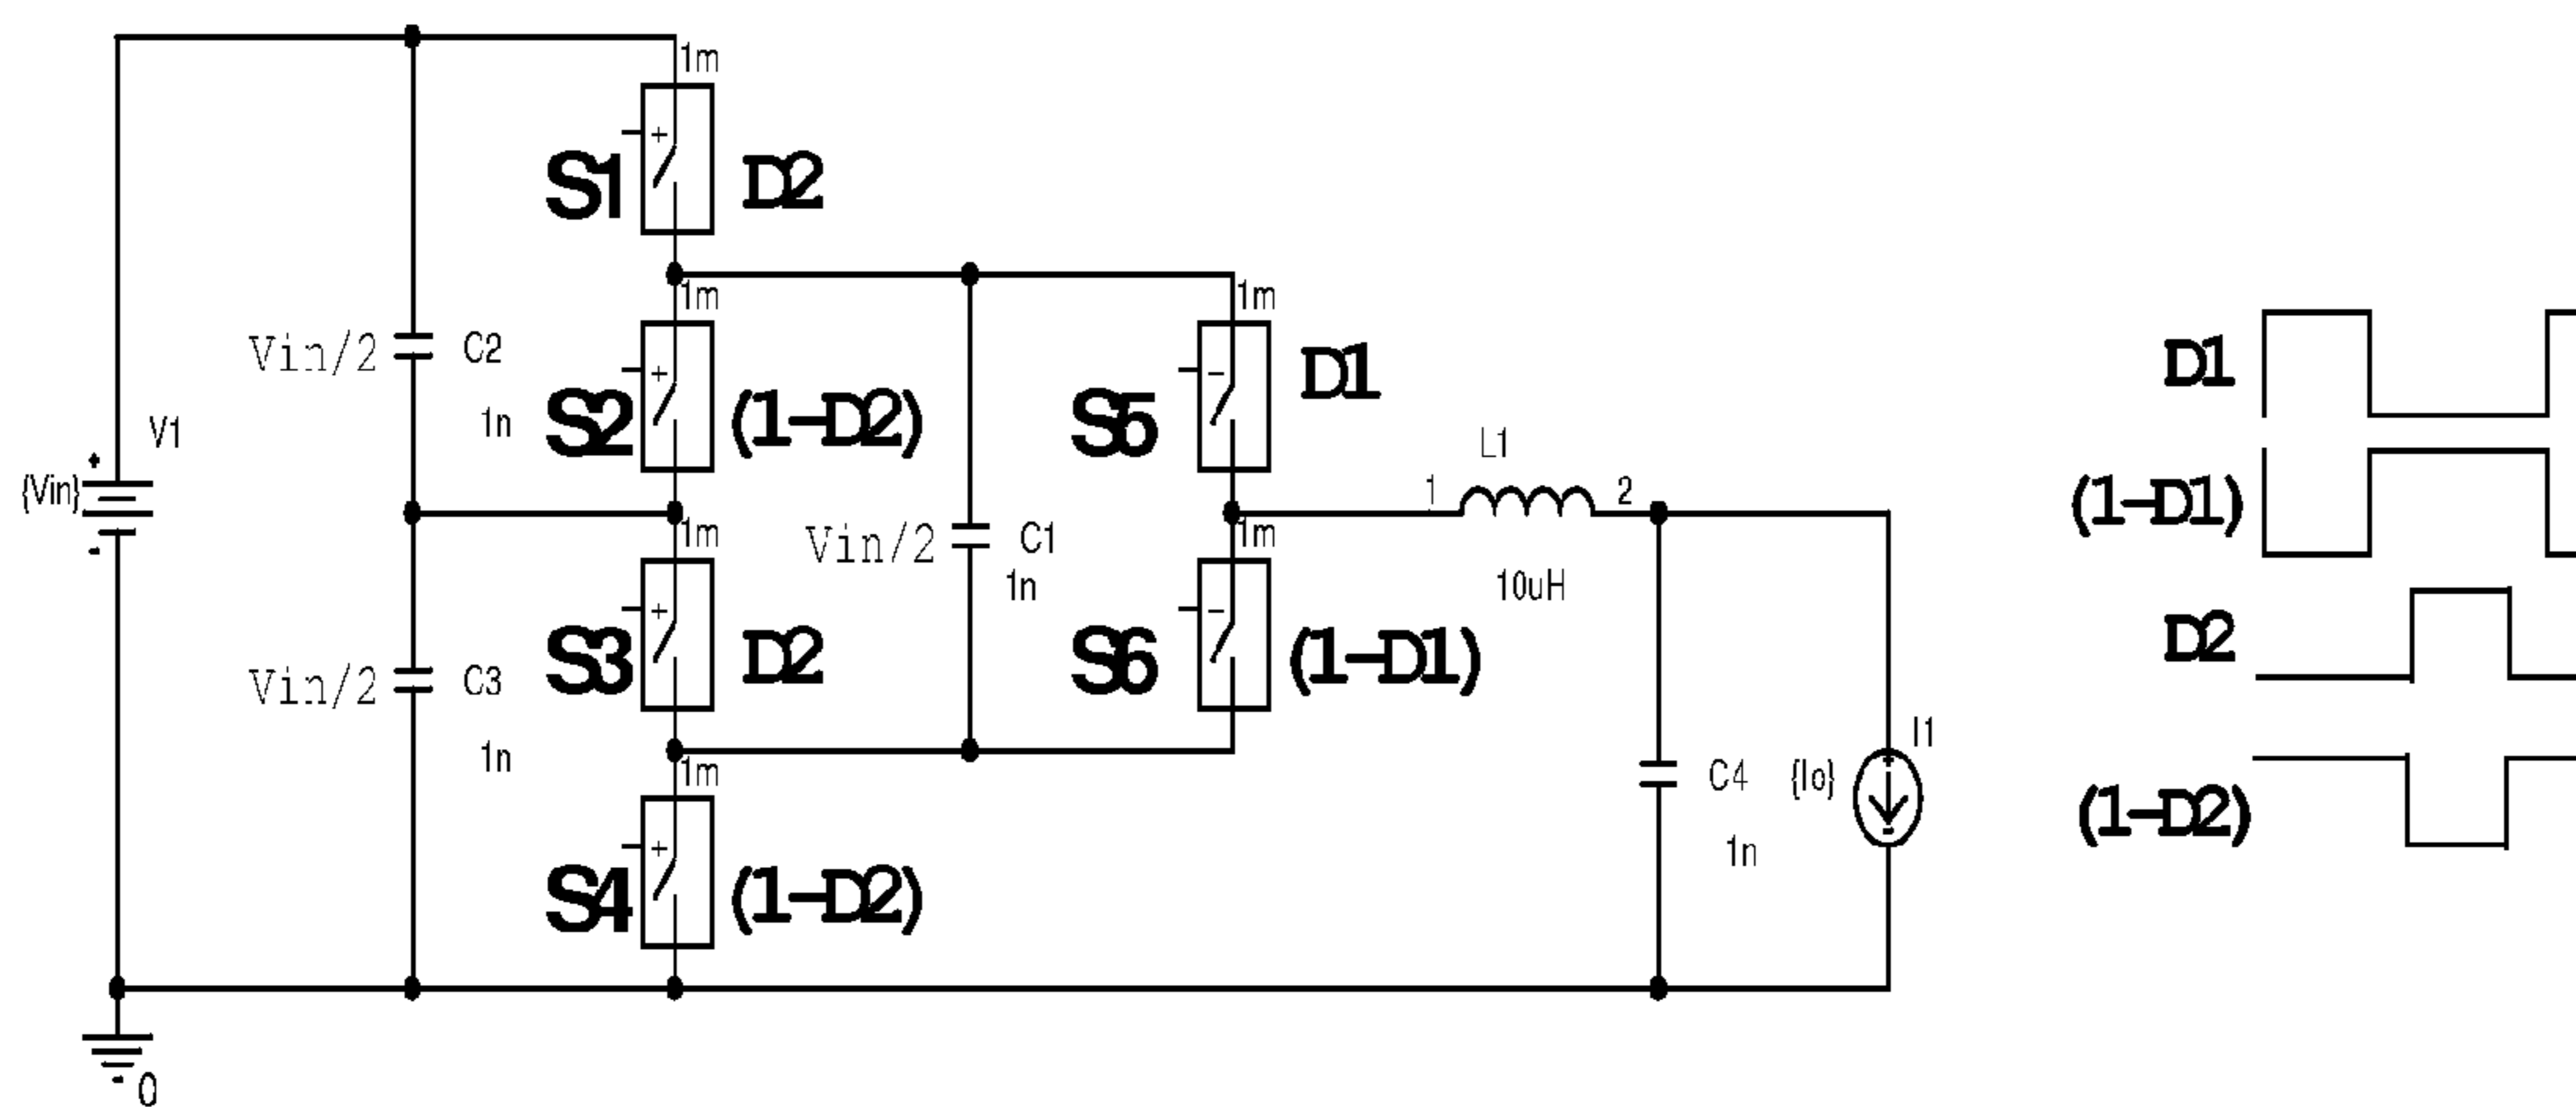 1m
S1
D2
1m
1m
Vin/2
C2
1n
S2
(1-D2)
S5
D1
V1
{Vin}
L1
1
2
10uH
1m
1m
Vin/2
C1
1n
Vin/2
C3
1n
S3
D2
S6
(1-D1)
1m
S4
(1-D2)
C4
1n
{Io}
I1
0
D1
(1-D1)
D2
(1-D2)